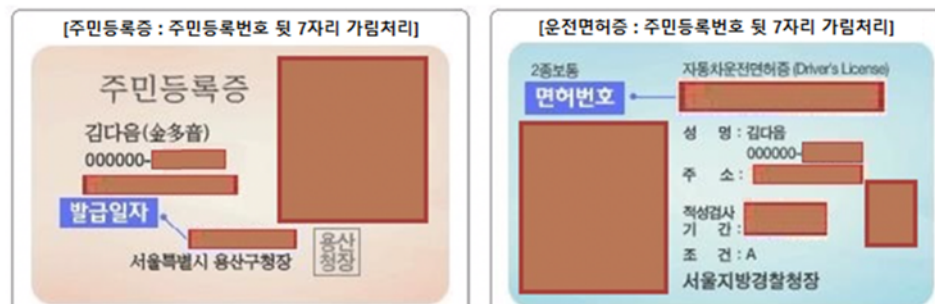 [주민등록증 : 주민등록번호 뒷 7자리 가림처리]
주민등록증
김다음(金多音)
000000-
발급일자
서울특별시 용산구청장
용산
청장
[운전면허증 : 주민등록번호 뒷 7자리 가림처리]
2종보통
자동차운전면허증 (Driver's License)
면허번호
성 명 : 김다음
000000-
주 소 :
적성검사
기 간 :
조 건 : A
서울지방경찰청장